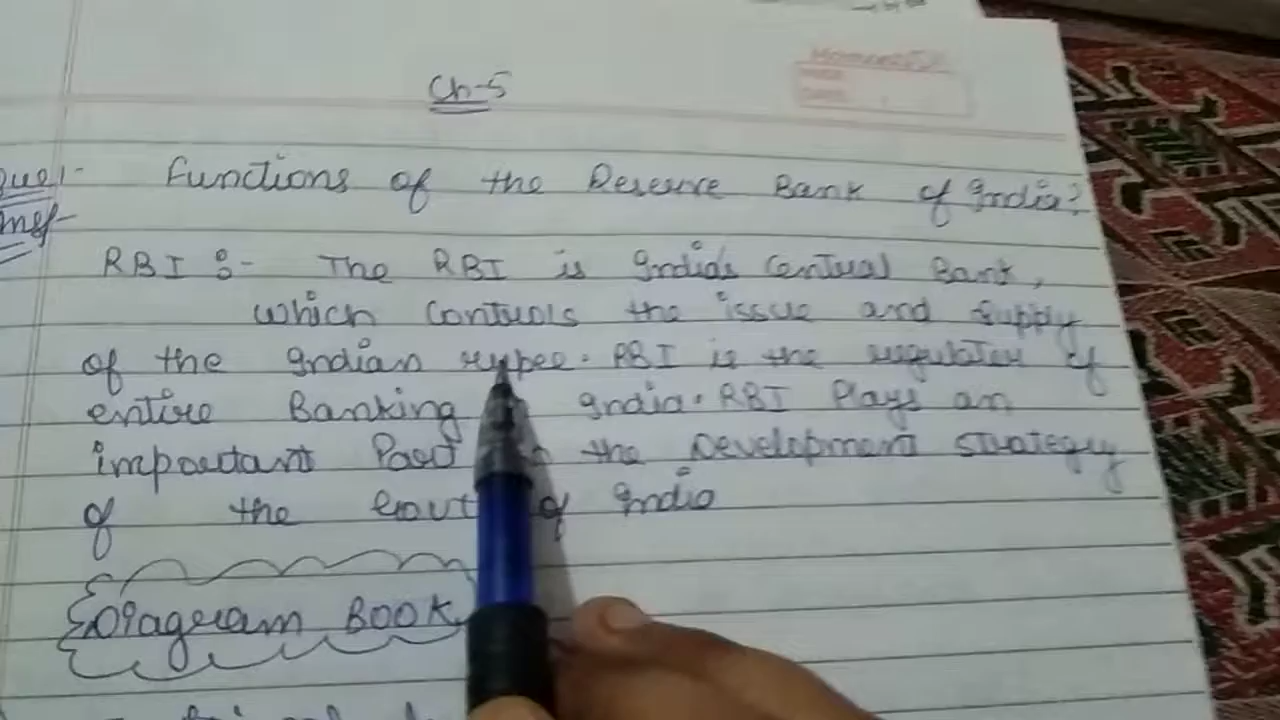 Ch-5
Que1- Functions of the Reserve Bank of India?
Ans-
RBI :- The RBI is India's Central Bank,
which controls the issue and supply
of the Indian rupee. RBI is the regulator of
entire Banking India. RBI Plays an
important Part the Development strategy
of the Govt of India
Diagram BOOK